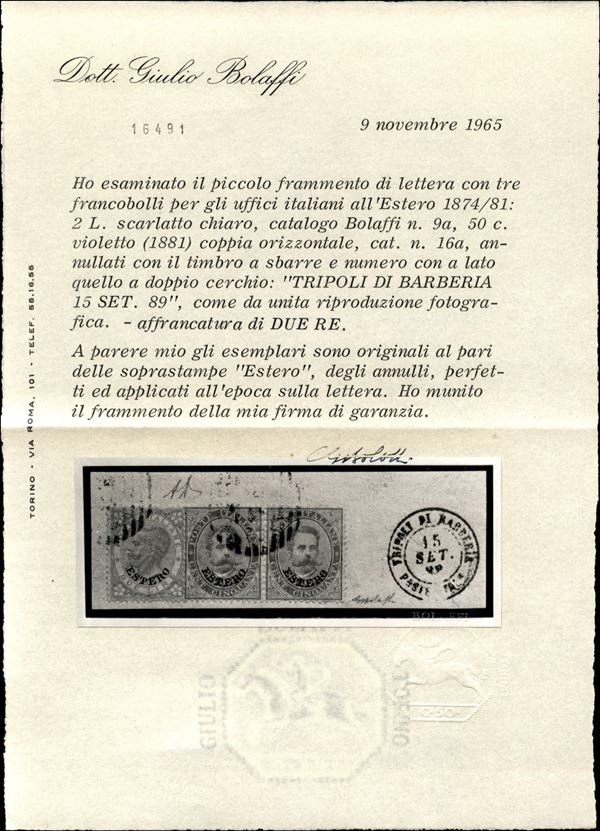 Dott. Giulio Bolaffi
16491
9 novembre 1965
Ho esaminato il piccolo frammento di lettera con tre
francobolli per gli uffici italiani all'Estero 1874/81:
2 L. scarlatto chiaro, catalogo Bolaffi n. 9a, 50 c.
violetto (1881) coppia orizzontale, cat. n. 16a, an-
nullati con il timbro a sbarre e numero con a lato
quello a doppio cerchio: "TRIPOLI DI BARBERIA
15 SET. 89", come da unita riproduzione fotogra-
fica. - affrancatura di DUE RE.
A parere mio gli esemplari sono originali al pari
delle soprastampe "Estero", degli annulli, perfet-
ti ed applicati all'epoca sulla lettera. Ho munito
il frammento della mia firma di garanzia.
TORINO - VIA ROMA, 101 - TELEF. 55.16.55
ESTERO
ESTERO
ESTERO
TRIPOLI DI BARBERIA
15
SET.
89
GIULIO